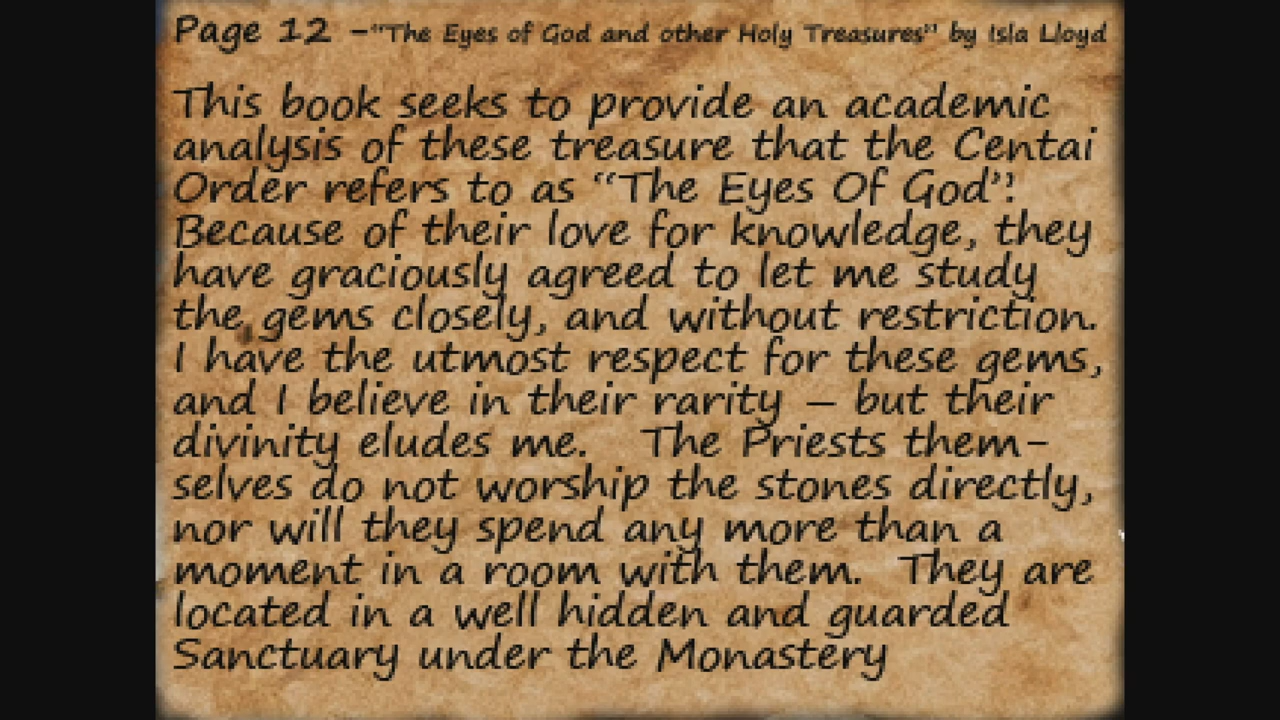 Page 12 -"The Eyes of God and other Holy Treasures" by Isla Lloyd
This book seeks to provide an academic
analysis of these treasure that the Centai
Order refers to as "The Eyes Of God".
Because of their love for knowledge, they
have graciously agreed to let me study
the gems closely, and without restriction.
I have the utmost respect for these gems,
and I believe in their rarity – but their
divinity eludes me. The Priests them-
selves do not worship the stones directly,
nor will they spend any more than a
moment in a room with them. They are
located in a well hidden and guarded
Sanctuary under the Monastery